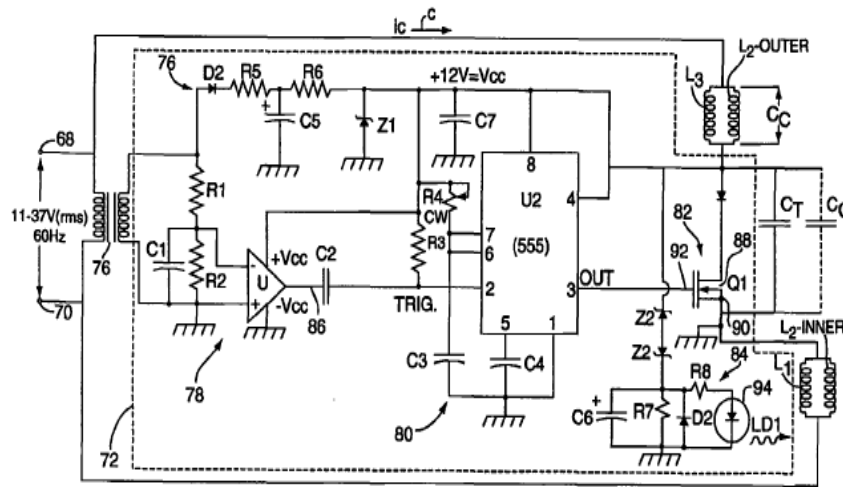 ic C
L2-OUTER
76 D2 R5 R6 +12V=Vcc L3 CC
C5 Z1 C7
68 8
R1 R4 U2 4
11-37V(rms)
60Hz
CW (555) 82 CT
C1 +Vcc C2 R3 7 88
76 R2 - U 6 92 Q1
+ -Vcc 86 TRIG. 2 3 OUT
70 90
5 1 Z2 L2-INNER
78 C3 C4 Z2 84 L1
R8 94
80 C6 R7 D2
72 LD1